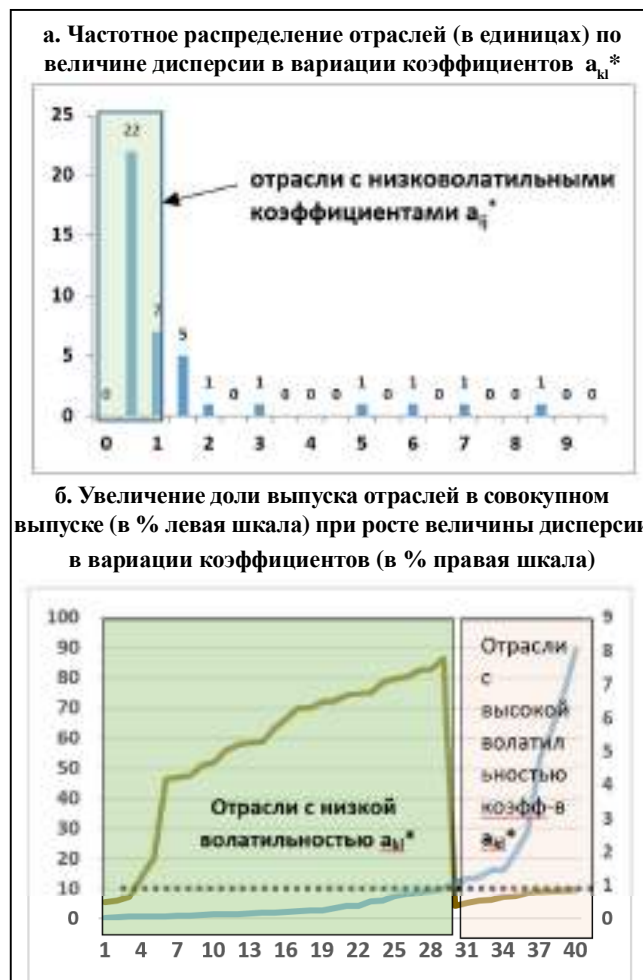 а. Частотное распределение отраслей (в единицах) по
величине дисперсии в вариации коэффициентов a_kl*
25
20
15
10
5
0
0 22 7 5 1 0 1 0 0 0 1 0 1 0 1 0 0 1 0 0
отрасли с низковолатильными
коэффициентами a_ij*
0 1 2 3 4 5 6 7 8 9
б. Увеличение доли выпуска отраслей в совокупном
выпуске (в % левая шкала) при росте величины дисперсии
в вариации коэффициентов (в % правая шкала)
100
90
80
70
60
50
40
30
20
10
0
Отрасли с низкой
волатильностью a_kl*
Отрасли
с
высокой
волатил
ьностью
коэфф-в
a_kl*
9
8
7
6
5
4
3
2
1
0
1 4 7 10 13 16 19 22 25 28 31 34 37 40